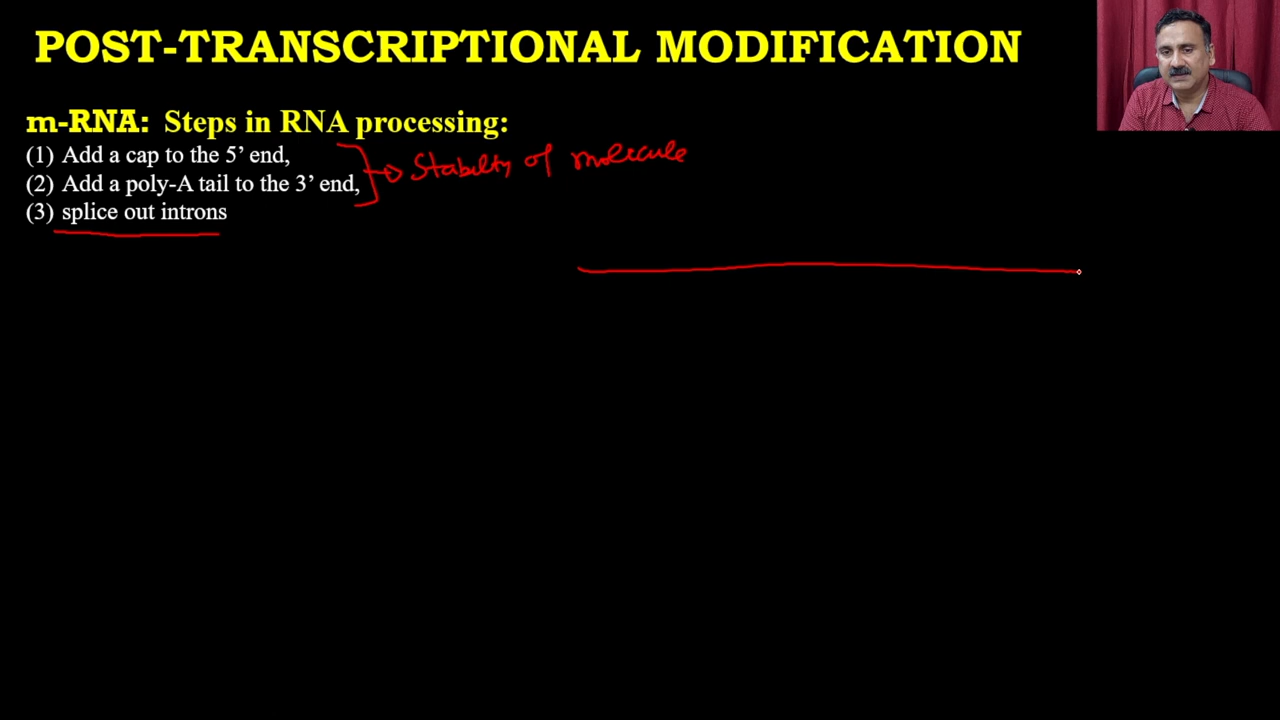 POST-TRANSCRIPTIONAL MODIFICATION
m-RNA: Steps in RNA processing:
(1) Add a cap to the 5’ end,
(2) Add a poly-A tail to the 3’ end,
(3) splice out introns
Stabilty of molecule